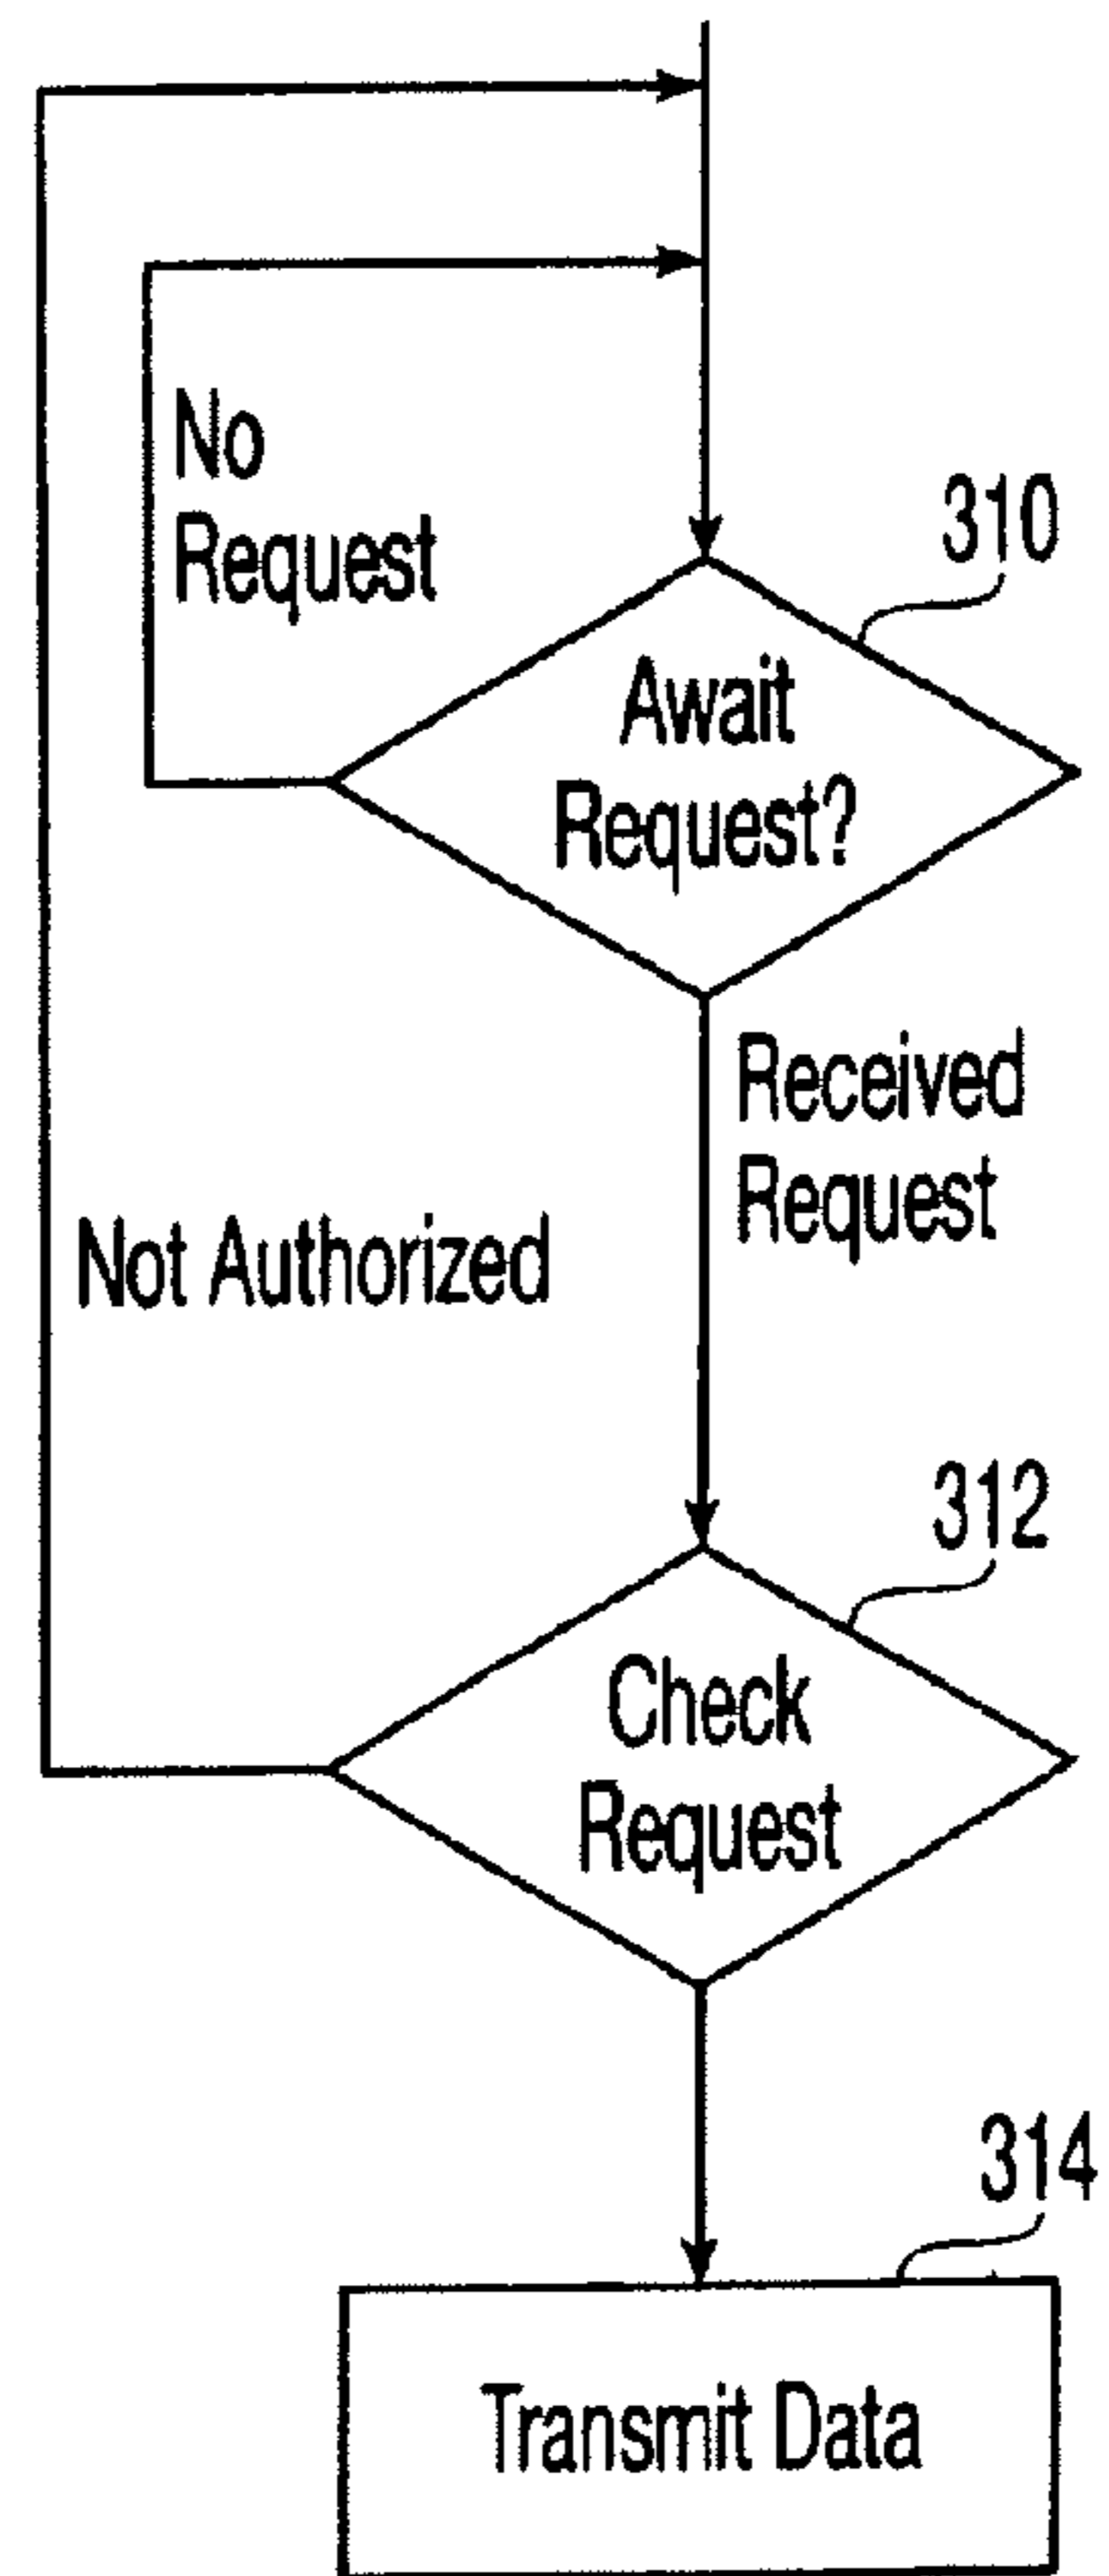 No
Request
310
Await
Request?
Received
Request
Not Authorized
312
Check
Request
314
Transmit Data